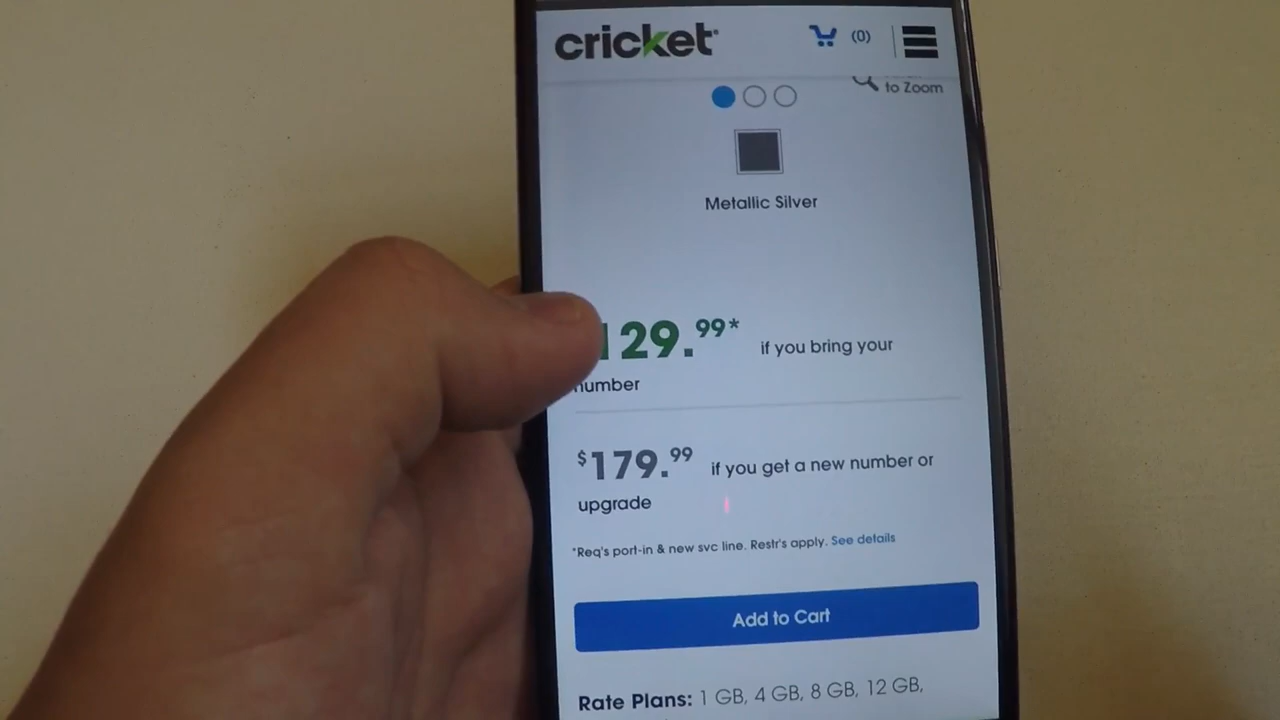 cricket (0)
to Zoom
Metallic Silver
129.99* if you bring your
number
$179.99 if you get a new number or
upgrade
*Req's port-in & new svc line. Restr's apply. See details
Add to Cart
Rate Plans: 1 GB, 4 GB, 8 GB, 12 GB,